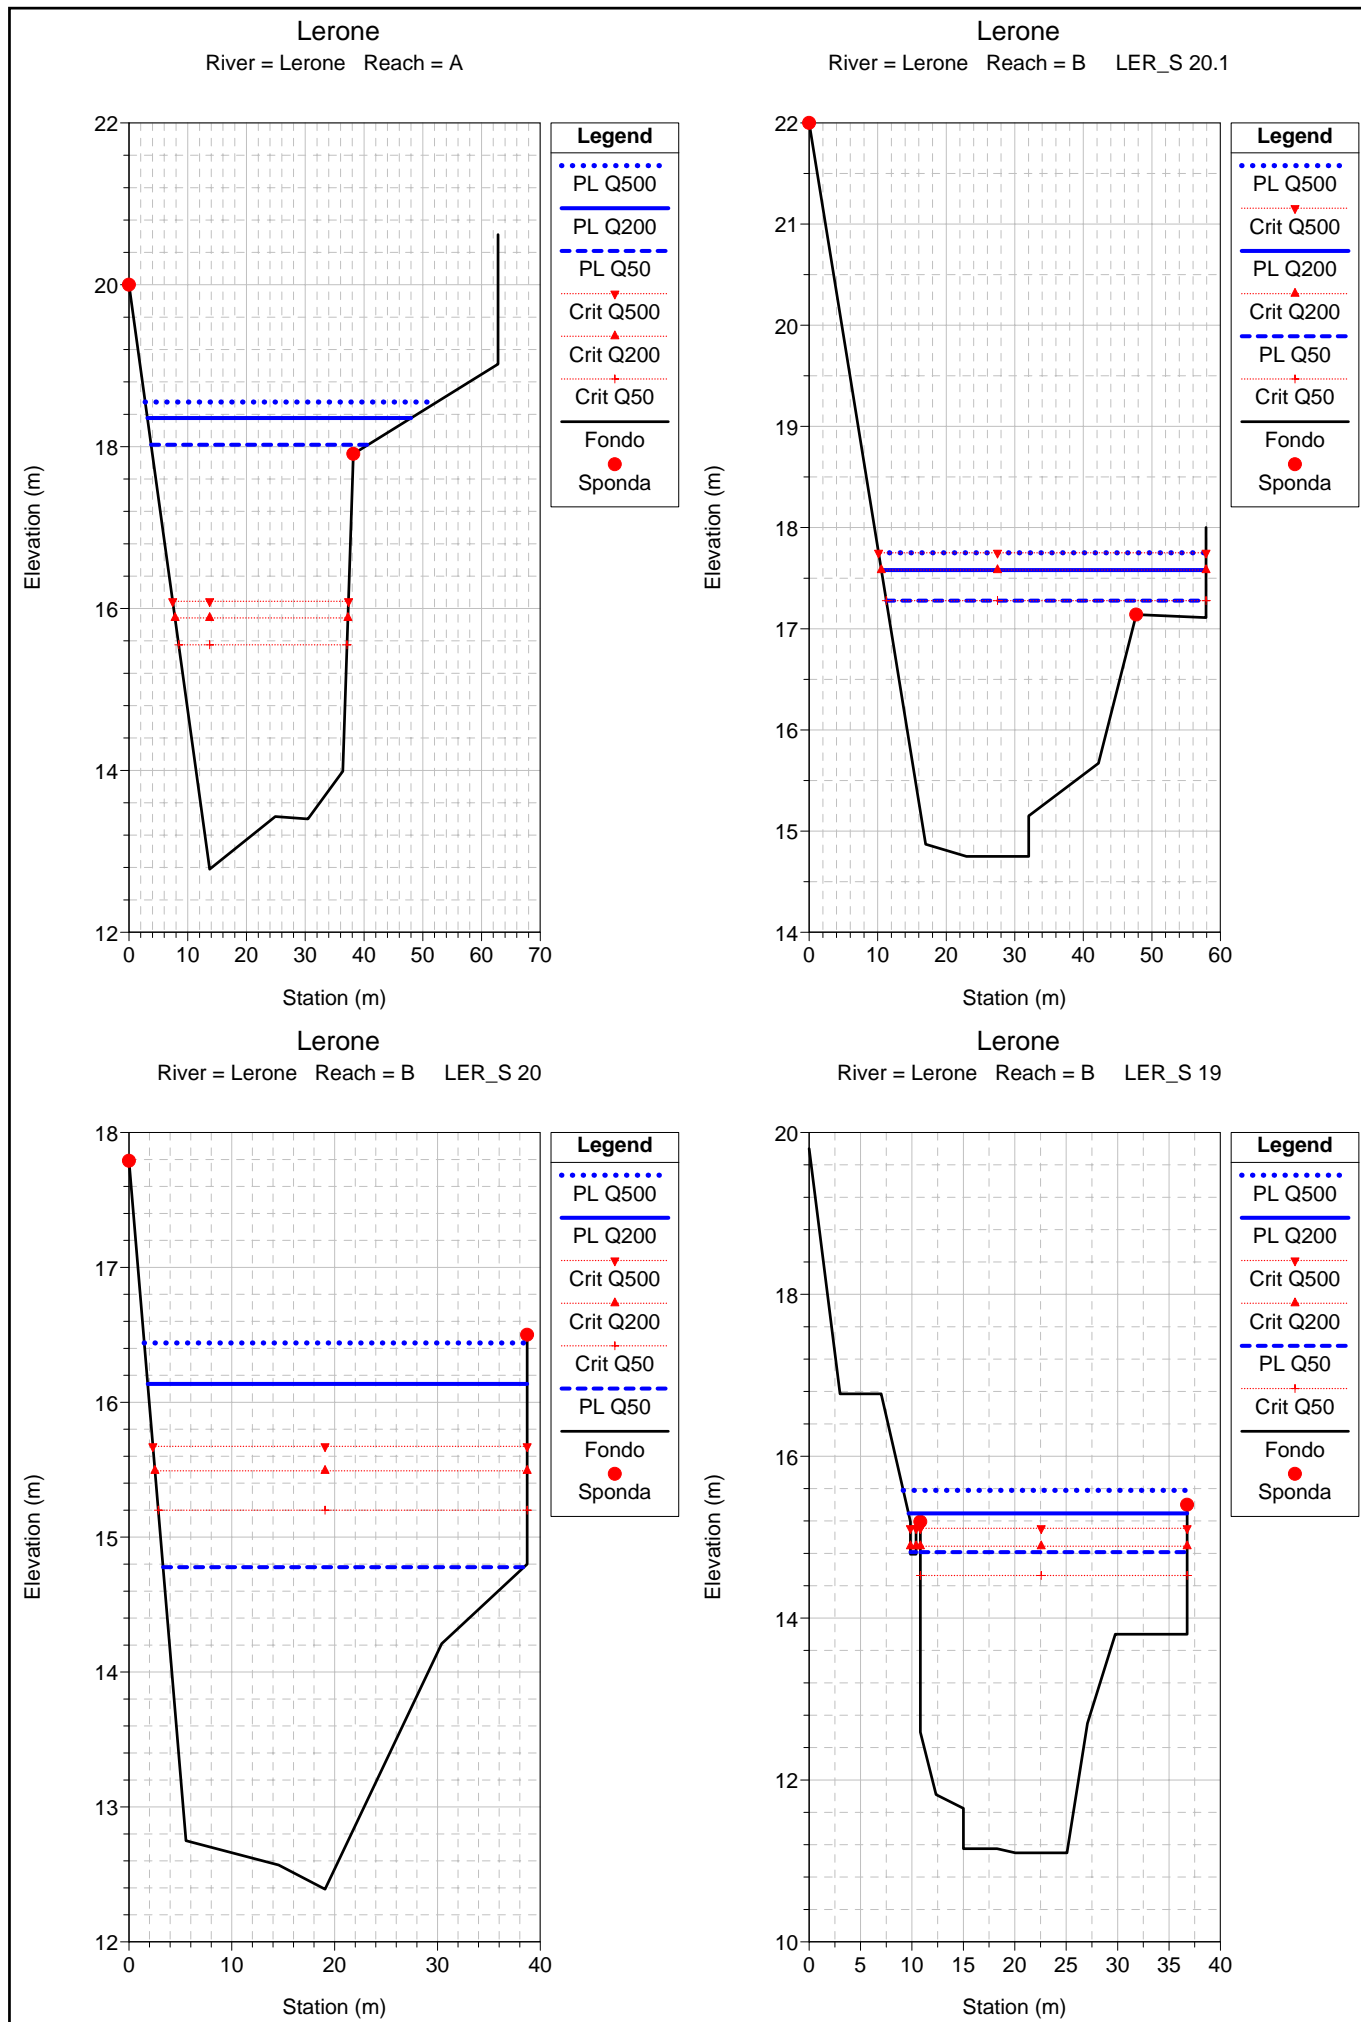 Lerone
River = Lerone   Reach = A
Elevation (m)
22
20
18
16
14
12
0 10 20 30 40 50 60 70
Station (m)
Legend
PL Q500
PL Q200
PL Q50
Crit Q500
Crit Q200
Crit Q50
Fondo
Sponda
Lerone
River = Lerone   Reach = B   LER_S 20.1
Elevation (m)
22
21
20
19
18
17
16
15
14
0 10 20 30 40 50 60
Station (m)
Legend
PL Q500
Crit Q500
PL Q200
Crit Q200
PL Q50
Crit Q50
Fondo
Sponda
Lerone
River = Lerone   Reach = B   LER_S 20
Elevation (m)
18
17
16
15
14
13
12
0 10 20 30 40
Station (m)
Legend
PL Q500
PL Q200
Crit Q500
Crit Q200
Crit Q50
PL Q50
Fondo
Sponda
Lerone
River = Lerone   Reach = B   LER_S 19
Elevation (m)
20
18
16
14
12
10
0 5 10 15 20 25 30 35 40
Station (m)
Legend
PL Q500
PL Q200
Crit Q500
Crit Q200
PL Q50
Crit Q50
Fondo
Sponda